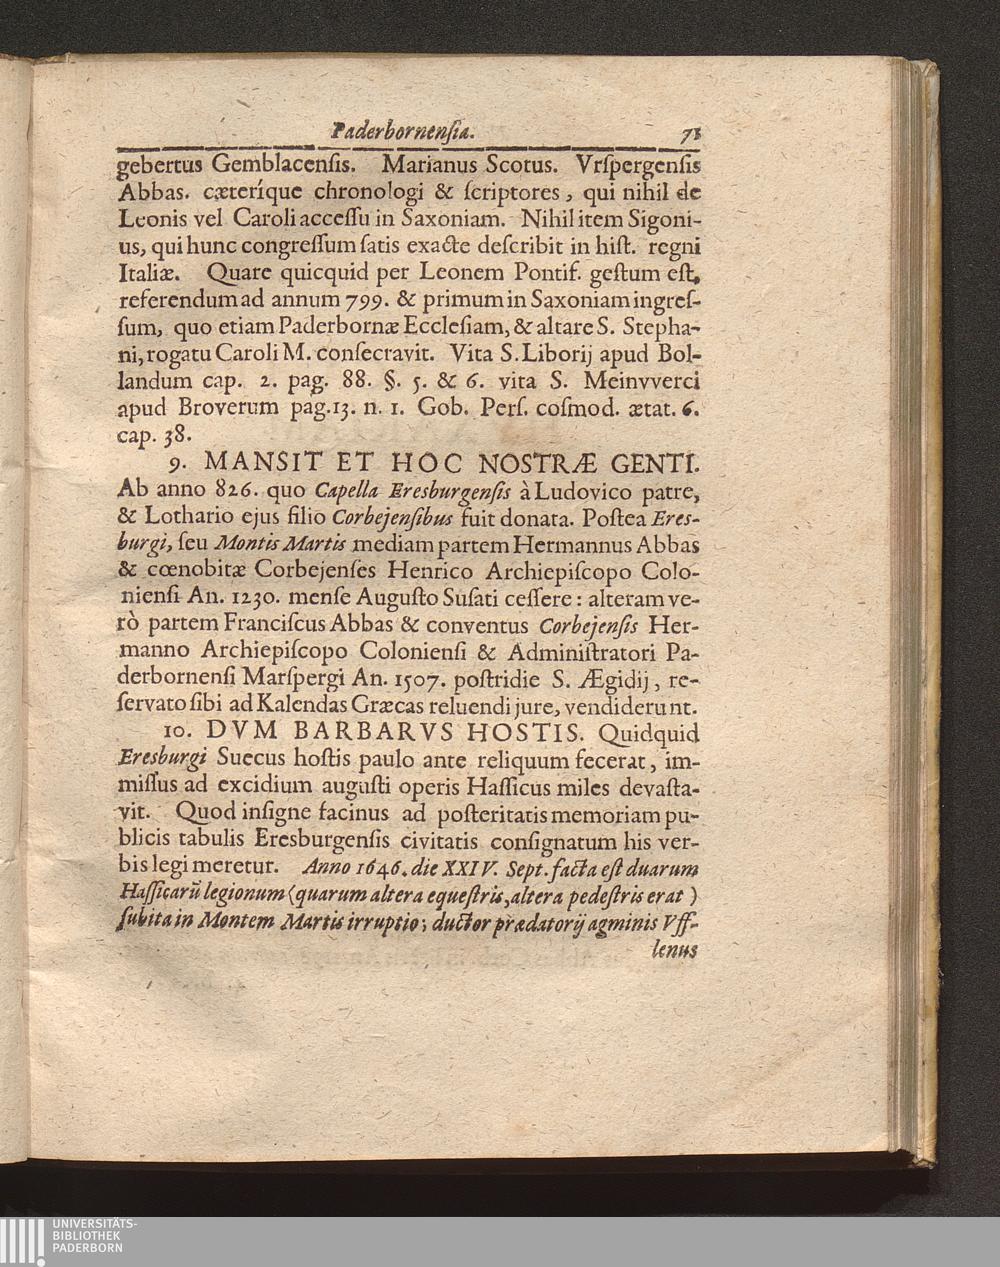 Paderbornenſia. 71
gebertus Gemblacenſis. Marianus Scotus. Vrſpergenſis
Abbas. cæteríque chronologi & ſcriptores, qui nihil de
Leonis vel Caroli acceſſu in Saxoniam. Nihil item Sigoni-
us, qui hunc congreſſum ſatis exacte deſcribit in hiſt. regni
Italiæ. Quare quicquid per Leonem Pontif. geſtum eſt,
referendum ad annum 799. & primum in Saxoniam ingreſ-
ſum, quo etiam Paderbornæ Eccleſiam, & altare S. Stepha-
ni, rogatu Caroli M. conſecravit. Vita S. Liborij apud Bol-
landum cap. 2. pag. 88. §. 5. & 6. vita S. Meinvverci
apud Broverum pag. 13. n. 1. Gob. Perſ. coſmod. ætat. 6.
cap. 38.
9. MANSIT ET HOC NOSTRÆ GENTI.
Ab anno 826. quo Capella Eresburgenſis à Ludovico patre,
& Lothario ejus filio Corbejenſibus fuit donata. Poſtea Eres-
burgi, ſeu Montis Martis mediam partem Hermannus Abbas
& cœnobitæ Corbejenſes Henrico Archiepiſcopo Colo-
nienſi An. 1230. menſe Auguſto Suſati ceſſere: alteram ve-
rò partem Franciſcus Abbas & conventus Corbejenſis Her-
manno Archiepiſcopo Colonienſi & Adminiſtratori Pa-
derbornenſi Marſpergi An. 1507. poſtridie S. Ægidij, re-
ſervato ſibi ad Kalendas Græcas reluendi jure, vendiderunt.
10. DVM BARBARVS HOSTIS. Quidquid
Eresburgi Suecus hoſtis paulo ante reliquum fecerat, im-
miſſus ad excidium auguſti operis Haſſicus miles devaſta-
vit. Quod inſigne facinus ad poſteritatis memoriam pu-
blicis tabulis Eresburgenſis civitatis conſignatum his ver-
bis legi meretur. Anno 1646. die XXIV. Sept. facta eſt duarum
Haſſicarũ legionum (quarum altera equeſtris, altera pedeſtris erat)
ſubita in Montem Martis irruptio; ductor prædatorij agminis Vff-
lenus
UNIVERSITÄTS-
BIBLIOTHEK
PADERBORN